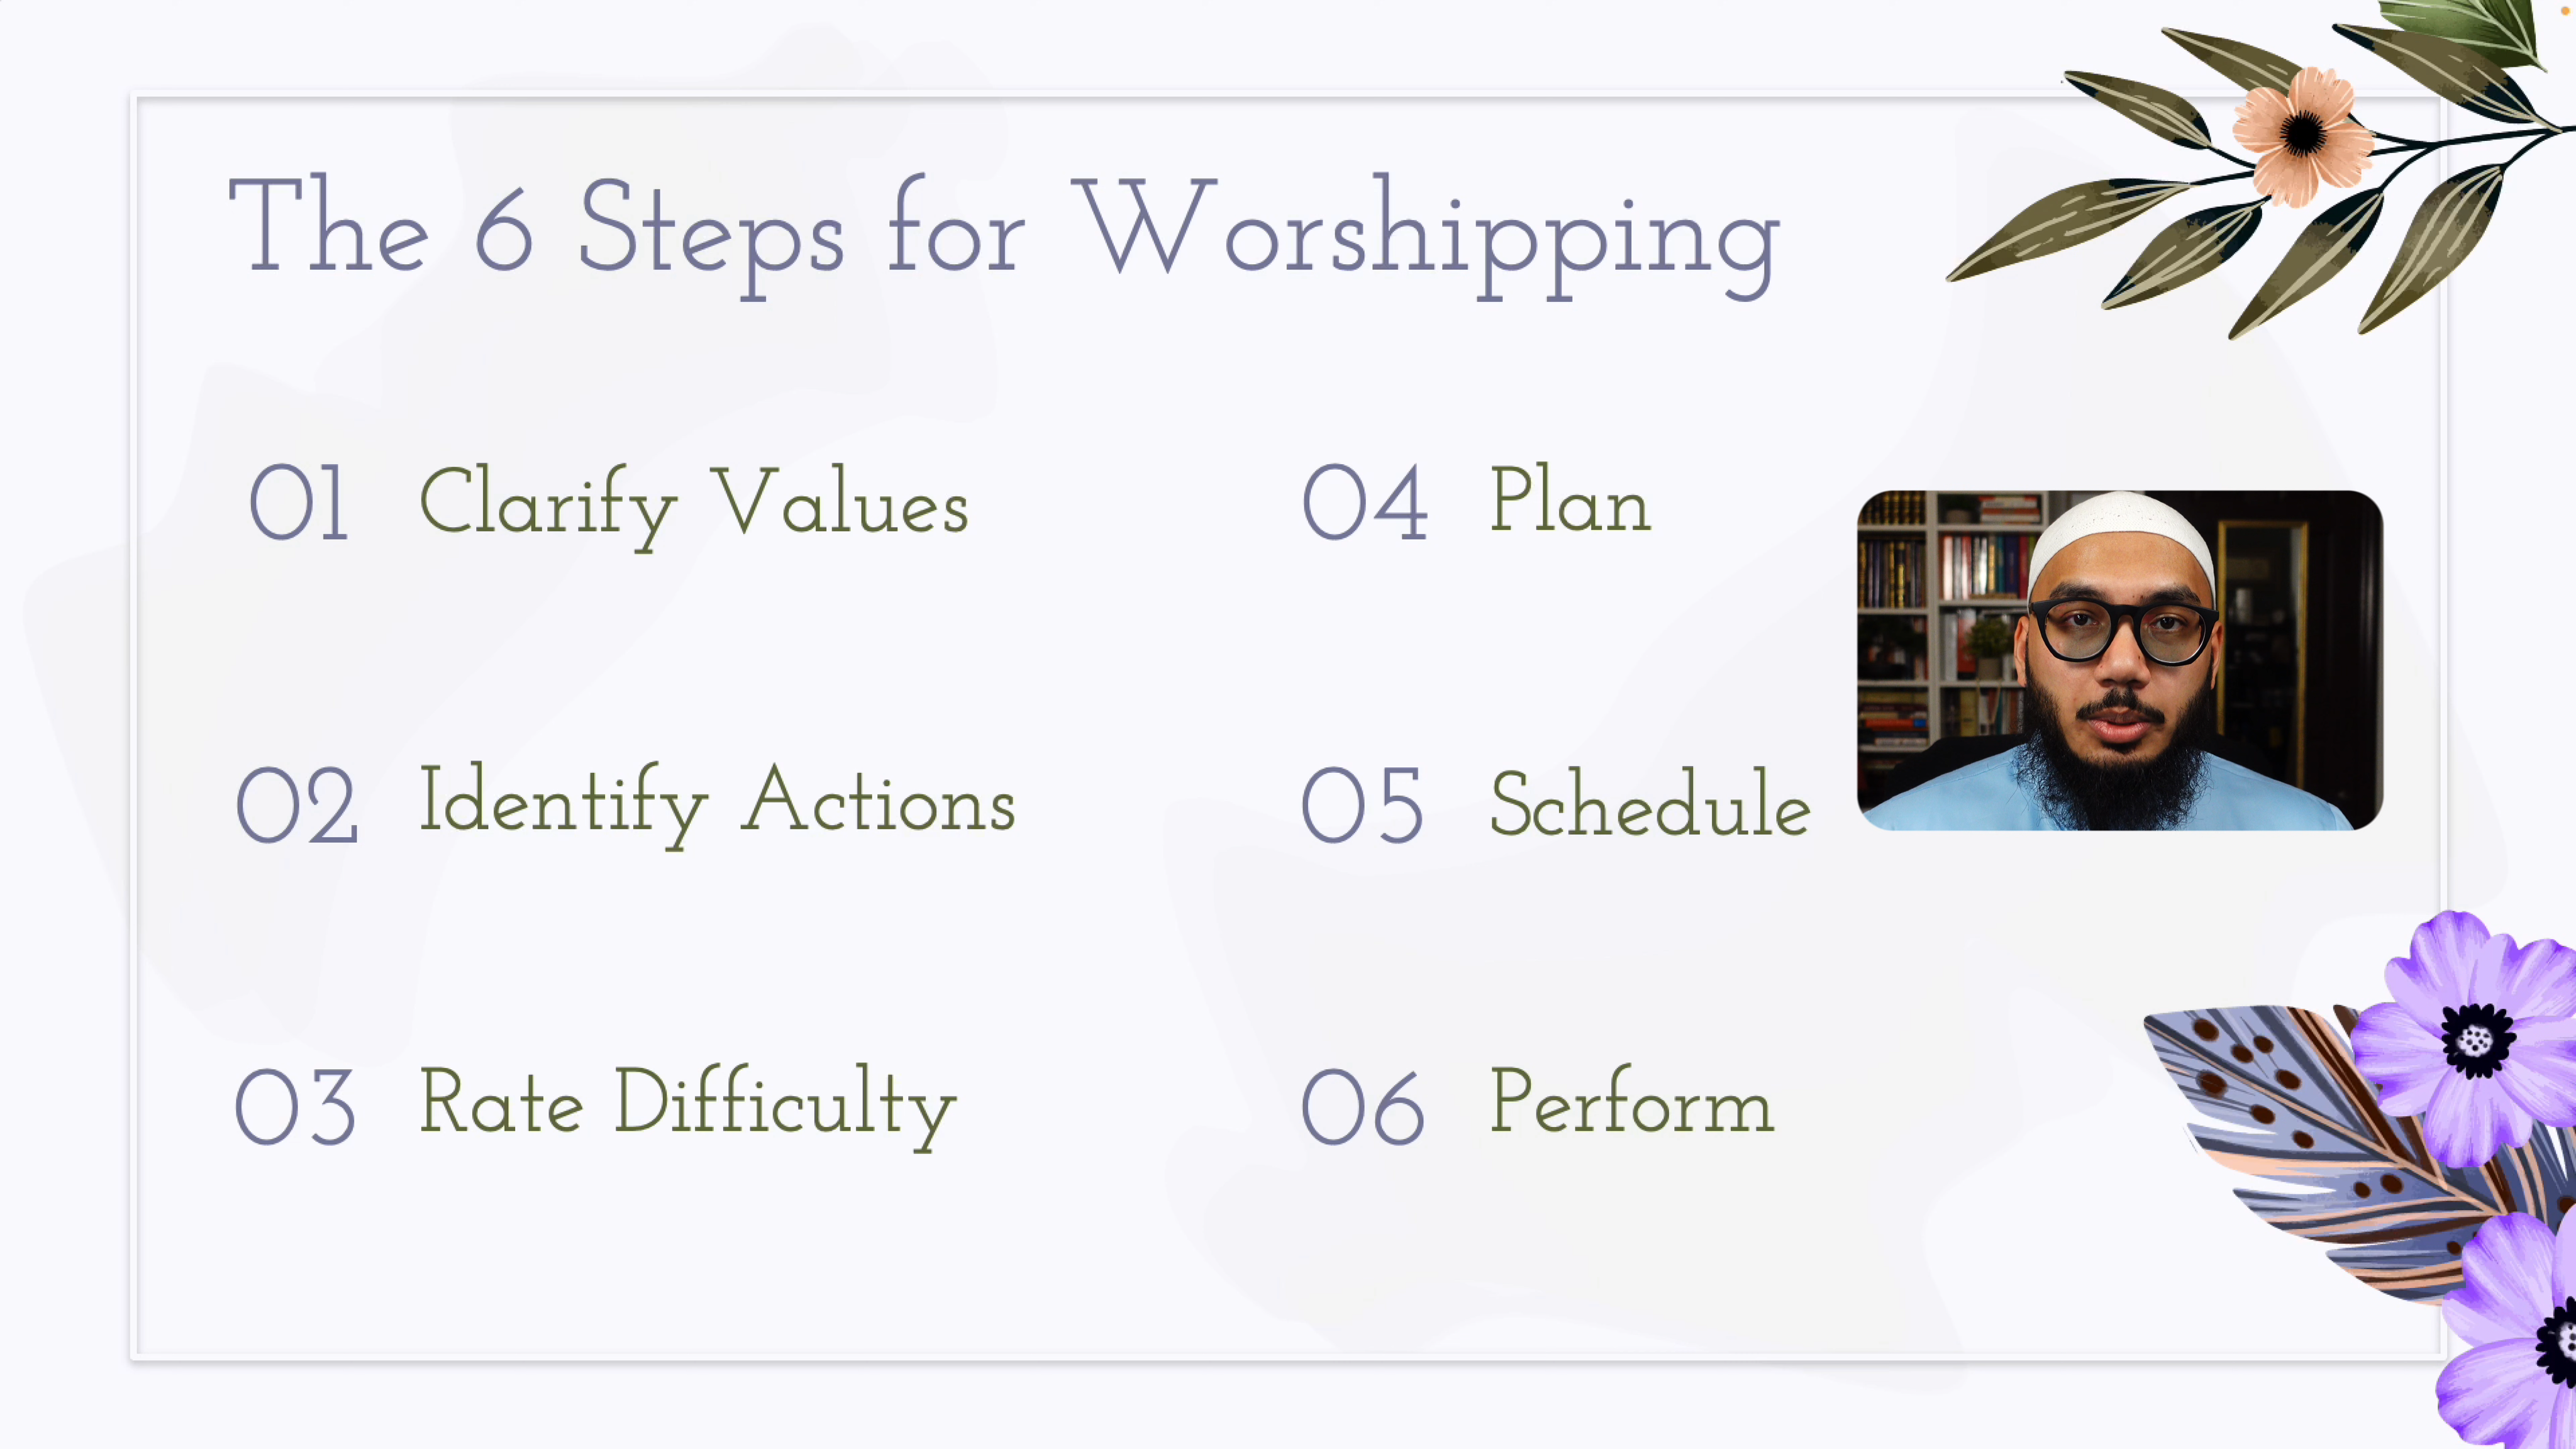 The 6 Steps for Worshipping
01 Clarify Values
02 Identify Actions
03 Rate Difficulty
04 Plan
05 Schedule
06 Perform